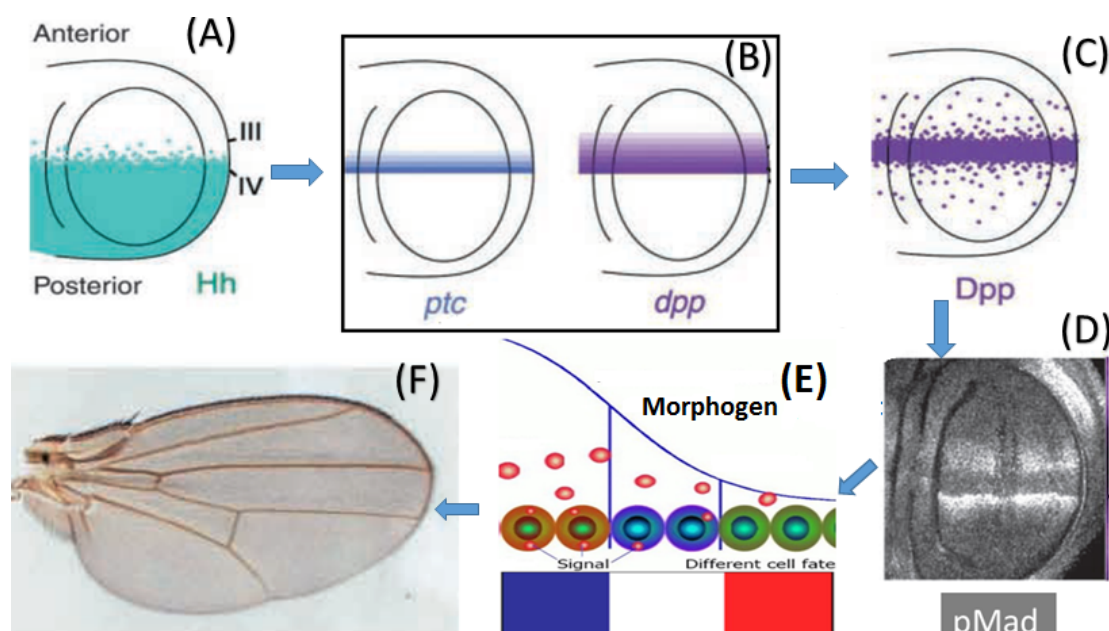 Anterior
(A)
III
IV
Posterior
Hh
(B)
ptc
dpp
(C)
Dpp
(D)
pMad
(E)
Morphogen
Signal
Different cell fate
(F)